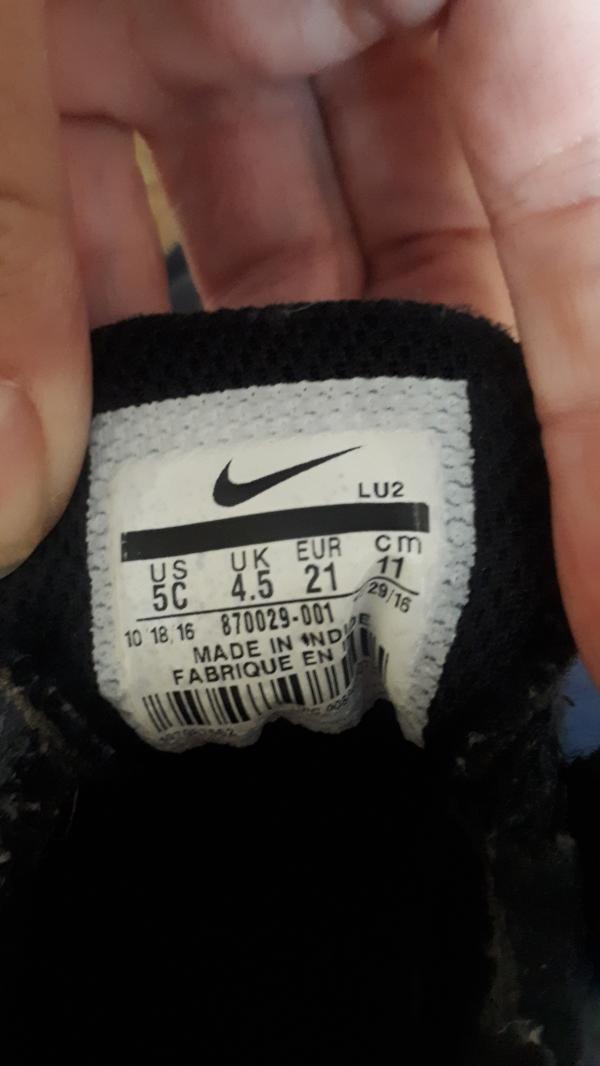 LU2
US UK EUR cm
5C 4.5 21 11
10 18 16 870029-001 29/16
MADE IN
FABRIQUE EN